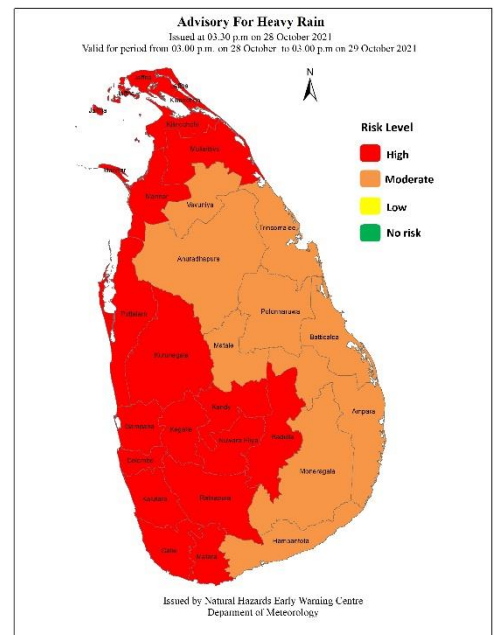 Advisory For Heavy Rain
Issued at 03.30 p.m on 28 October 2021
Valid for period from 03.00 p.m. on 28 October to 03.00 p.m on 29 October 2021
N
Risk Level
High
Moderate
Low
No risk
Jaffna
Jaffna
Kilinochchi
Mullaitivu
Mannar
Mannar
Vavuniya
Trincomalee
Anuradhapura
Puttalam
Polonnaruwa
Kurunegala
Matale
Batticaloa
Kandy
Ampara
Gampaha
Kegalle
Nuwara Eliya
Badulla
Colombo
Monaragala
Kalutara
Ratnapura
Hambantota
Galle
Matara
Issued by Natural Hazards Early Warning Centre
Department of Meteorology